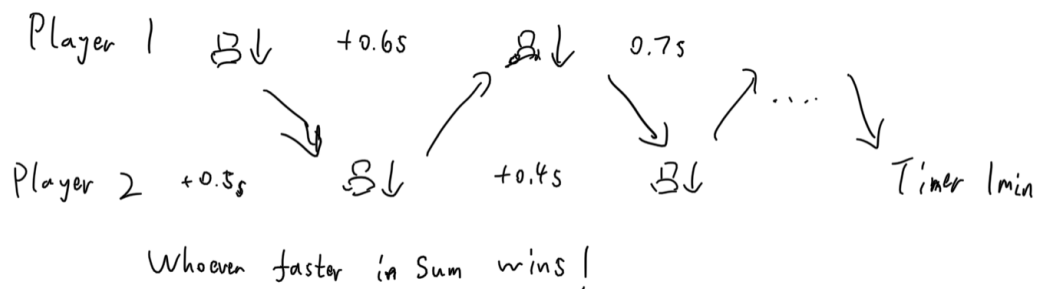 Player 1 +0.6s 0.7s
....
Player 2 +0.5s +0.4s Timer 1min
Whoever faster in Sum wins!